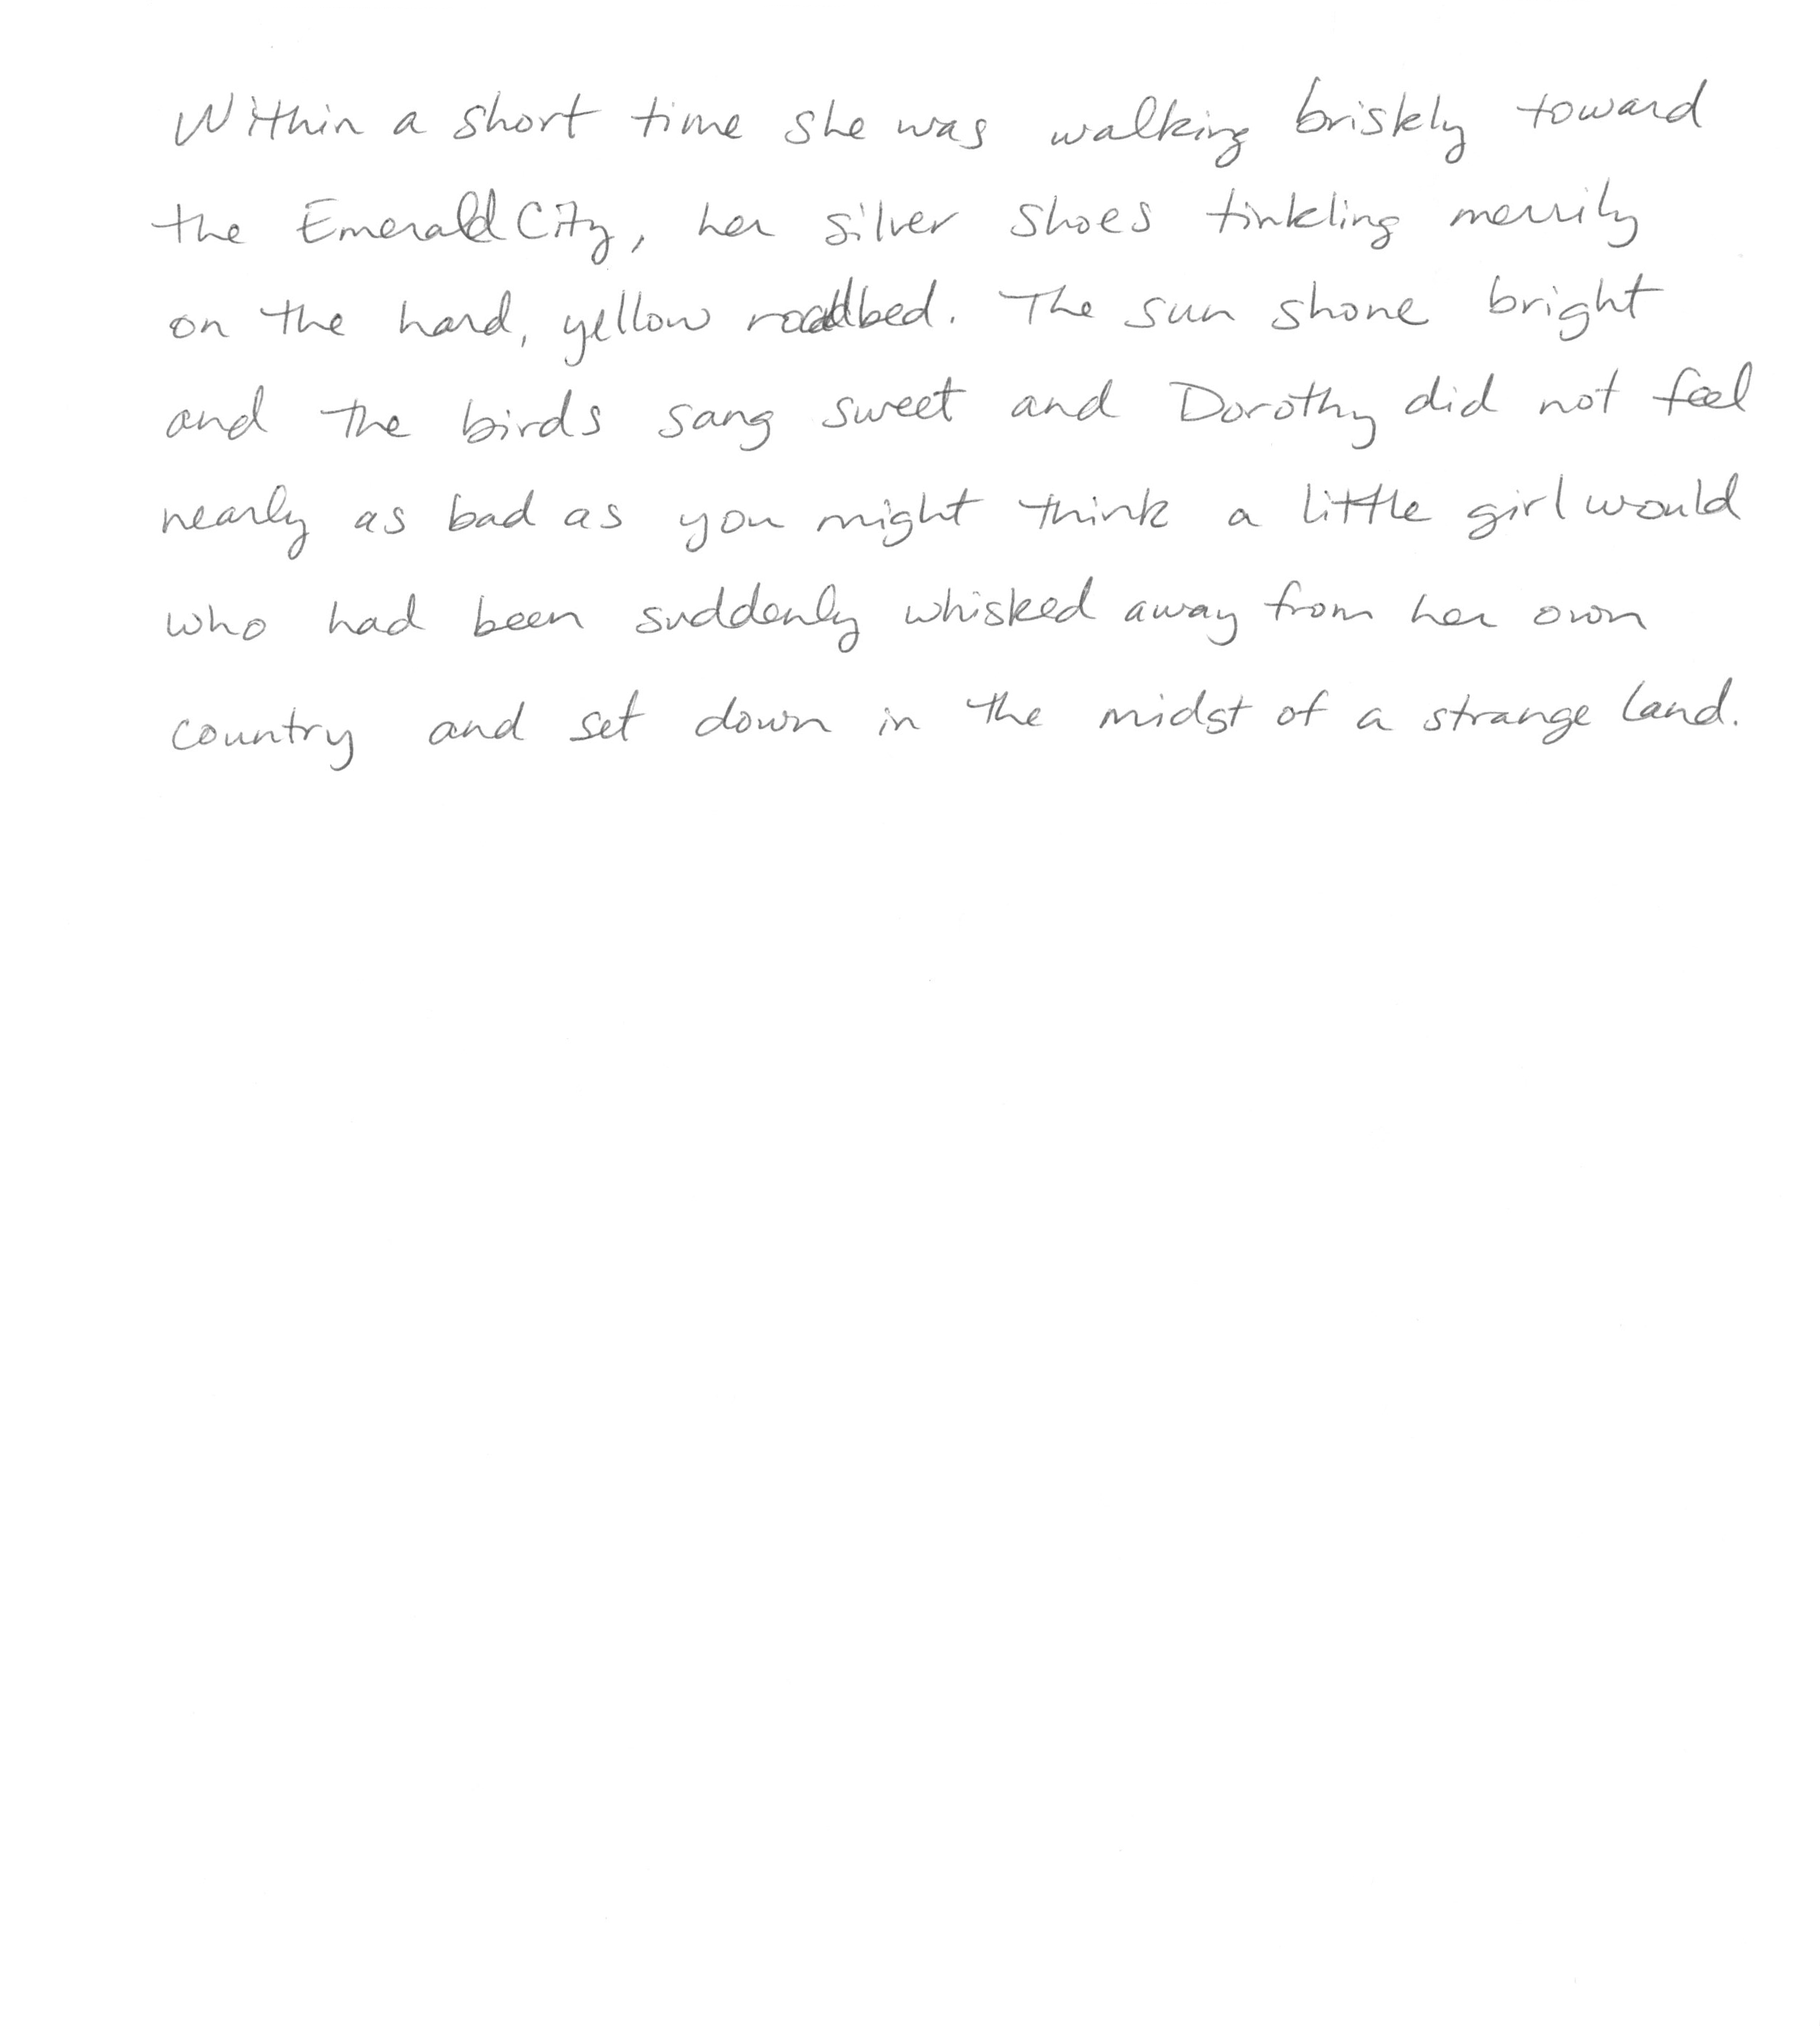 Within a short time she was walking briskly toward
the Emerald City, her silver shoes tinkling merrily
on the hard, yellow roadbed. The sun shone bright
and the birds sang sweet and Dorothy did not feel
nearly as bad as you might think a little girl would
who had been suddenly whisked away from her own
country and set down in the midst of a strange land.